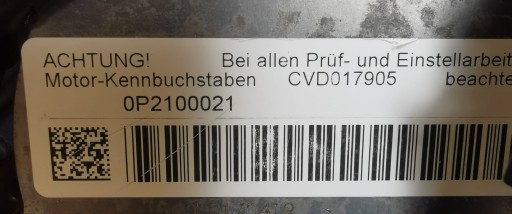 ACHTUNG! Bei allen Prüf- und Einstellarbeit
Motor-Kennbuchstaben CVD017905 beachte
0P2100021